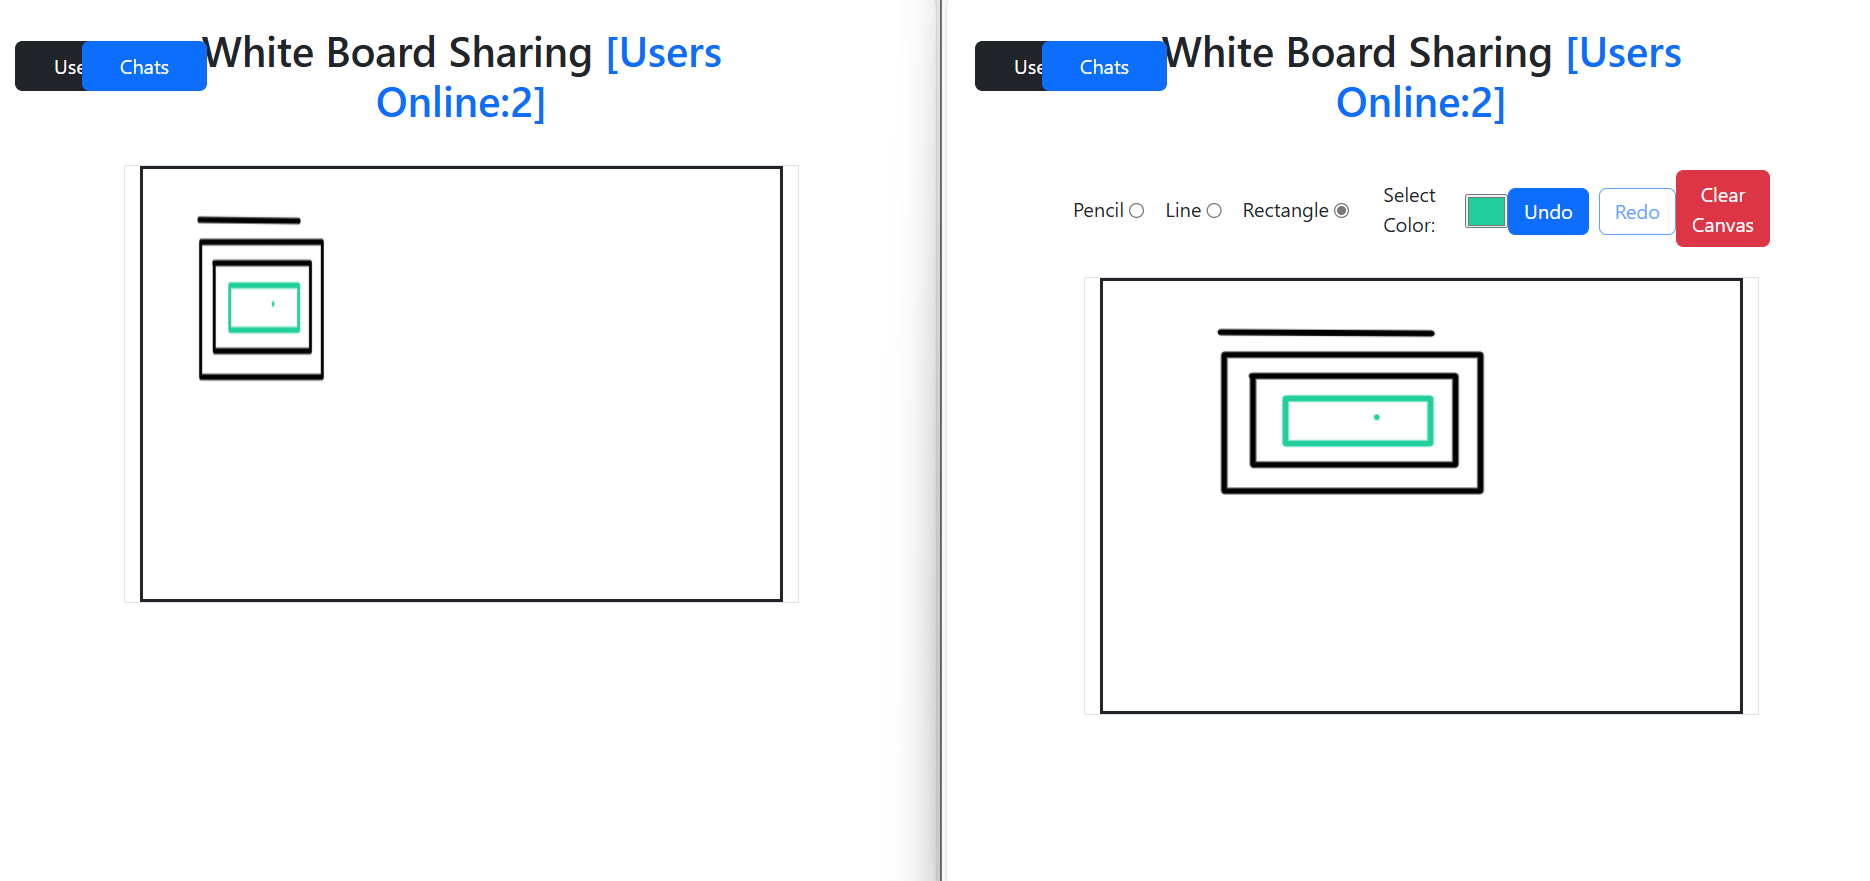 Use
Chats
White Board Sharing [Users
Online:2]
Use
Chats
White Board Sharing [Users
Online:2]
Pencil
Line
Rectangle
Select
Color:
Undo
Redo
Clear
Canvas